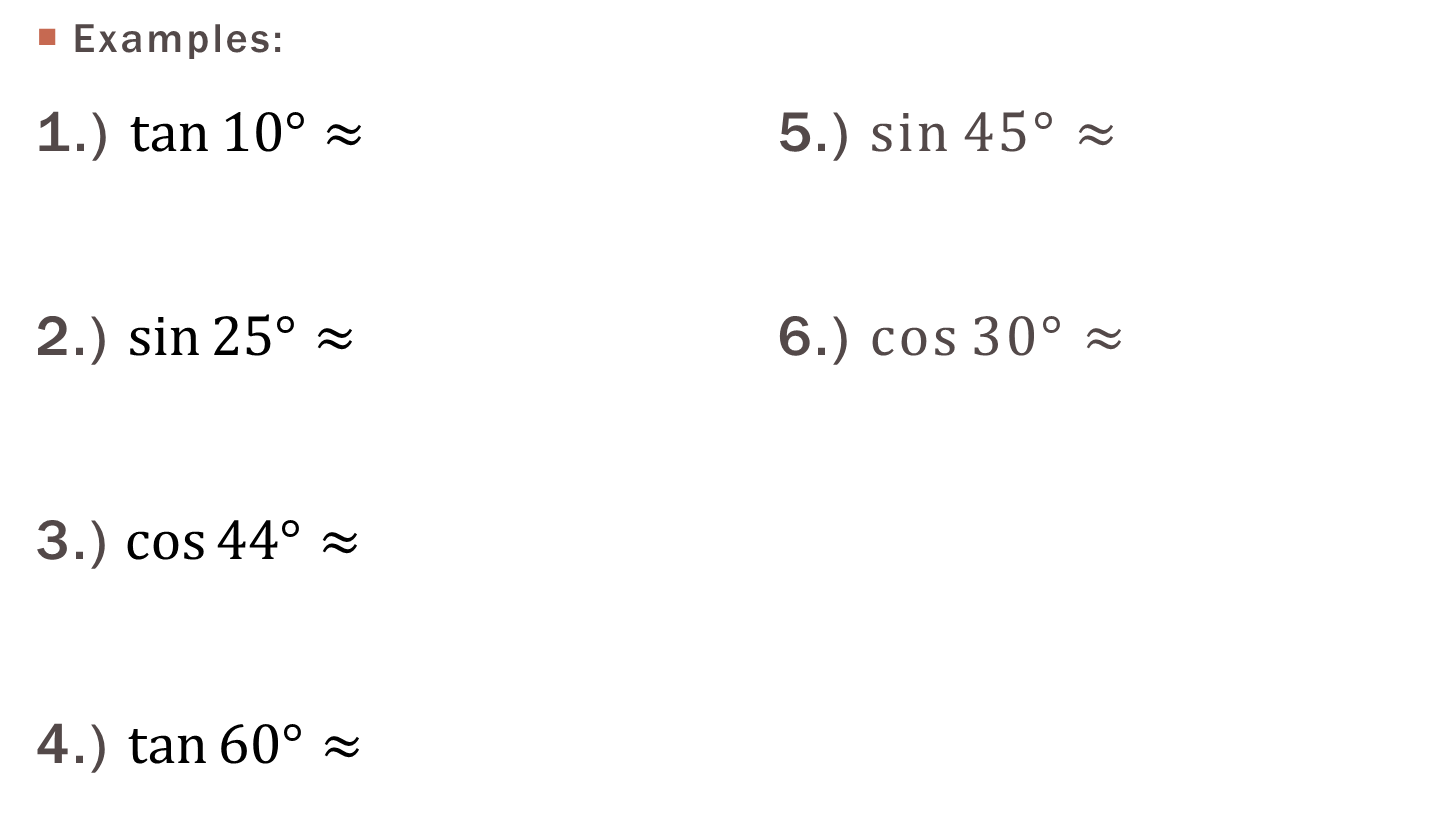 Examples:
1.) tan 10° ≈
2.) sin 25° ≈
3.) cos 44° ≈
4.) tan 60° ≈
5.) sin 45° ≈
6.) cos 30° ≈